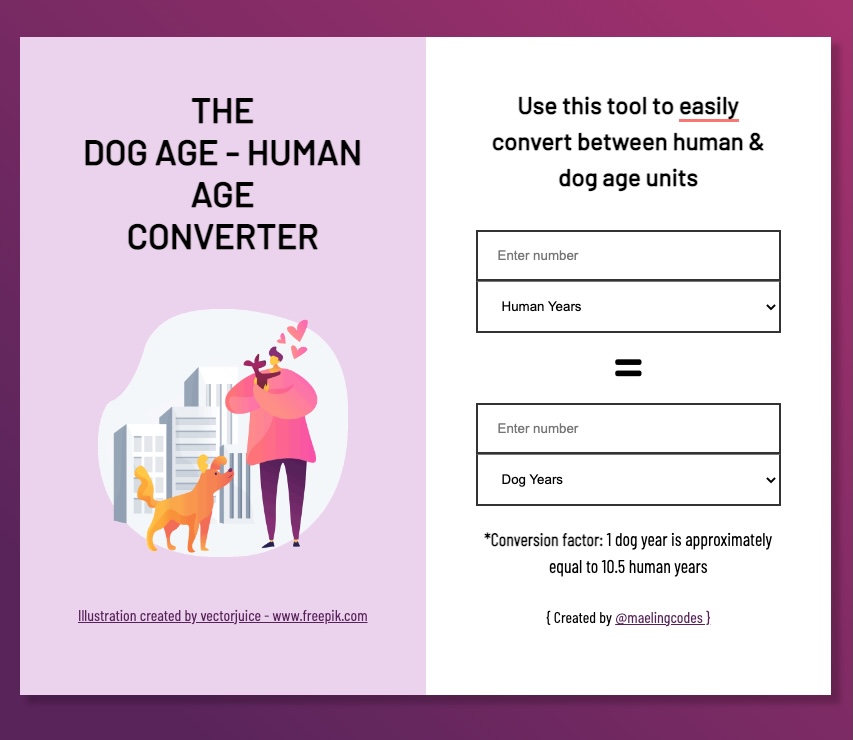 THE
DOG AGE - HUMAN
AGE
CONVERTER
Illustration created by vectorjuice - www.freepik.com
Use this tool to easily
convert between human &
dog age units
Enter number
Human Years
=
Enter number
Dog Years
*Conversion factor: 1 dog year is approximately
equal to 10.5 human years
{ Created by @maelingcodes }